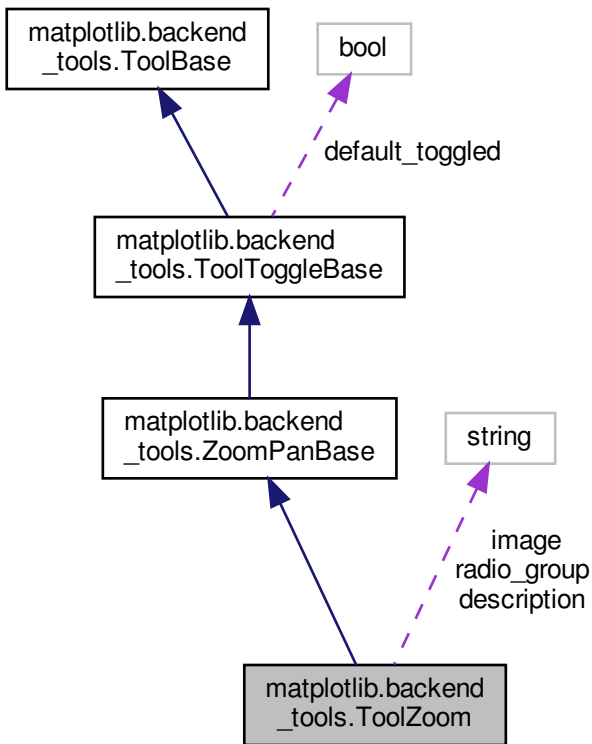 matplotlib.backend
_tools.ToolBase
bool
default_toggled
matplotlib.backend
_tools.ToolToggleBase
matplotlib.backend
_tools.ZoomPanBase
string
image
radio_group
description
matplotlib.backend
_tools.ToolZoom